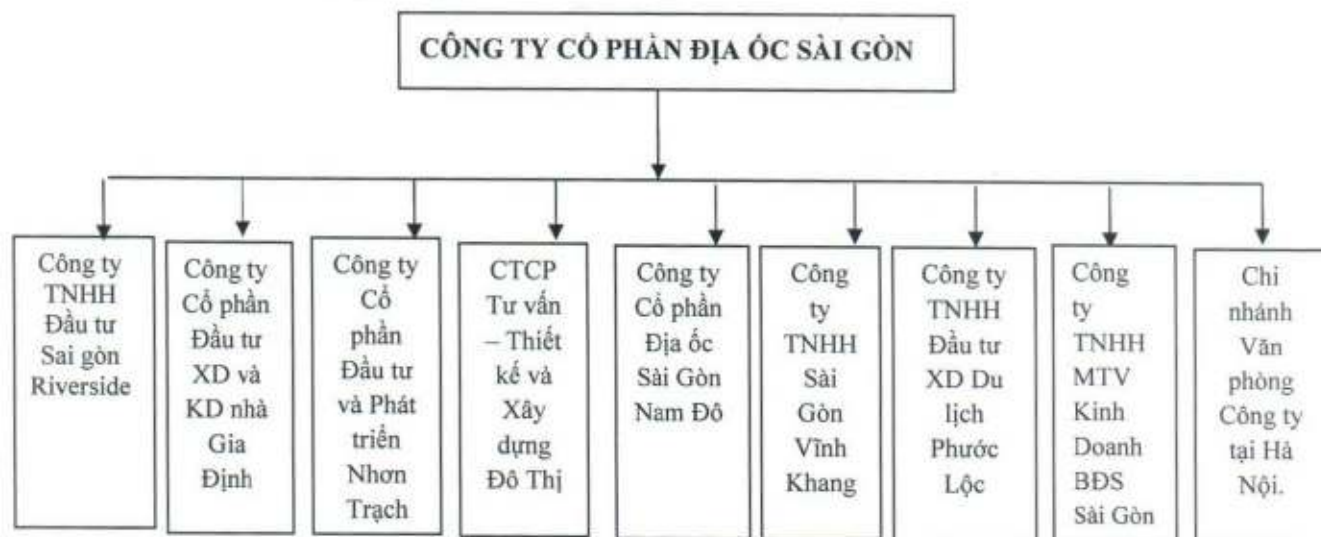 CÔNG TY CỔ PHẦN ĐỊA ỐC SÀI GÒN
Công ty
TNHH
Đầu tư
Sai gòn
Riverside
Công ty
Cổ phần
Đầu tư
XD và
KD nhà
Gia
Định
Công ty
Cổ
phần
Đầu tư
và Phát
triển
Nhơn
Trạch
CTCP
Tư vấn
– Thiết
kế và
Xây
dựng
Đô Thị
Công ty
Cổ phần
Địa ốc
Sài Gòn
Nam Đô
Công
ty
TNHH
Sài
Gòn
Vĩnh
Khang
Công ty
TNHH
Đầu tư
XD Du
lịch
Phước
Lộc
Công
ty
TNHH
MTV
Kinh
Doanh
BĐS
Sài Gòn
Chi
nhánh
Văn
phòng
Công ty
tại Hà
Nội.